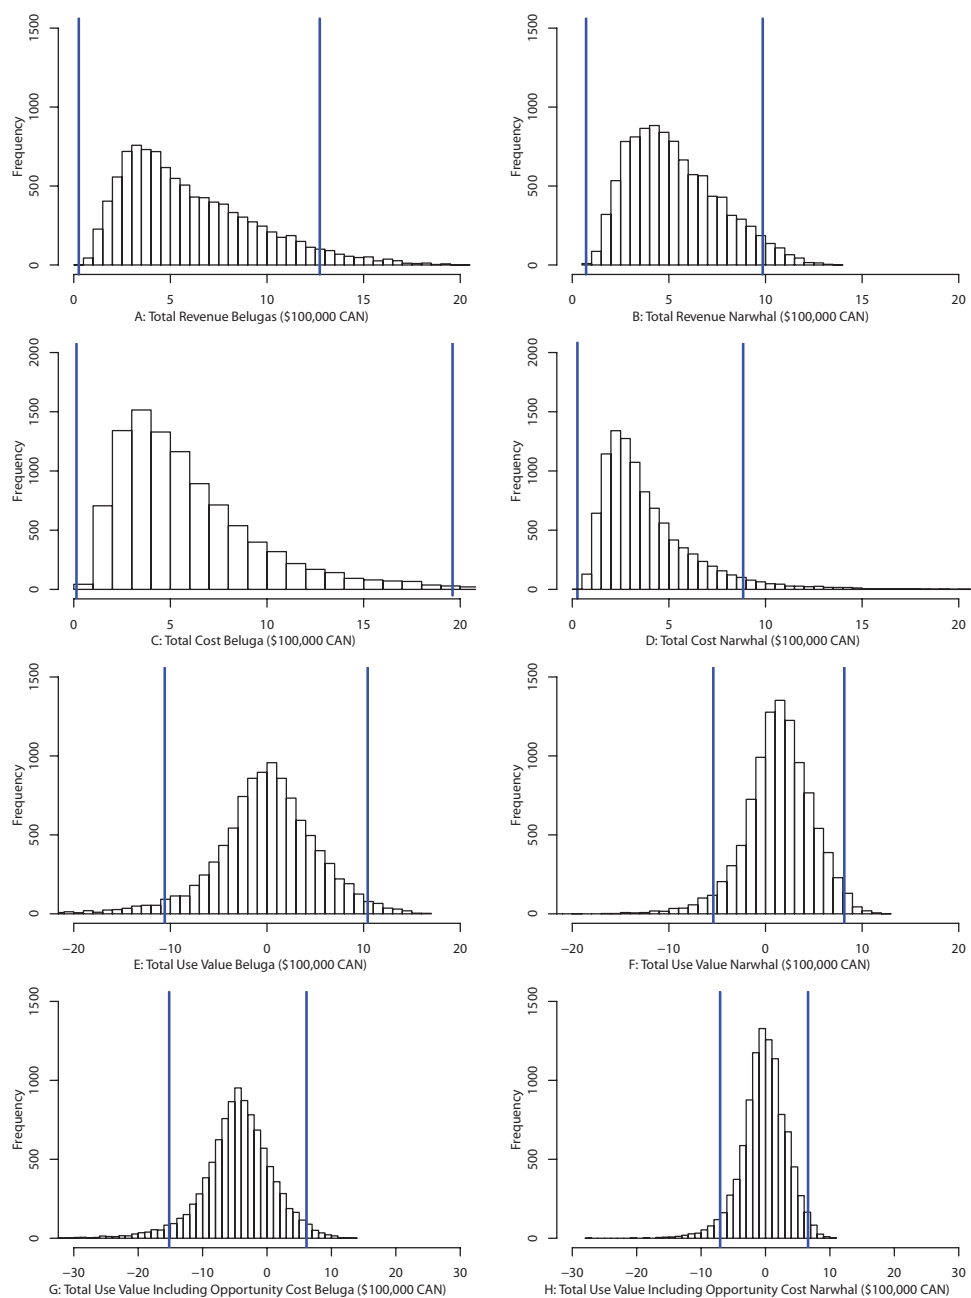 1500
1000
500
0
Frequency
0 5 10 15 20
A: Total Revenue Belugas ($100,000 CAN)
1500
1000
500
0
Frequency
0 5 10 15 20
B: Total Revenue Narwhal ($100,000 CAN)
2000
1500
1000
500
0
Frequency
0 5 10 15 20
C: Total Cost Beluga ($100,000 CAN)
2000
1500
1000
500
0
Frequency
0 5 10 15 20
D: Total Cost Narwhal ($100,000 CAN)
1500
1000
500
0
Frequency
−20 −10 0 10 20
E: Total Use Value Beluga ($100,000 CAN)
1500
1000
500
0
Frequency
−20 −10 0 10 20
F: Total Use Value Narwhal ($100,000 CAN)
1500
1000
500
0
Frequency
−30 −20 −10 0 10 20 30
G: Total Use Value Including Opportunity Cost Beluga ($100,000 CAN)
1500
1000
500
0
Frequency
−30 −20 −10 0 10 20 30
H: Total Use Value Including Opportunity Cost Narwhal ($100,000 CAN)